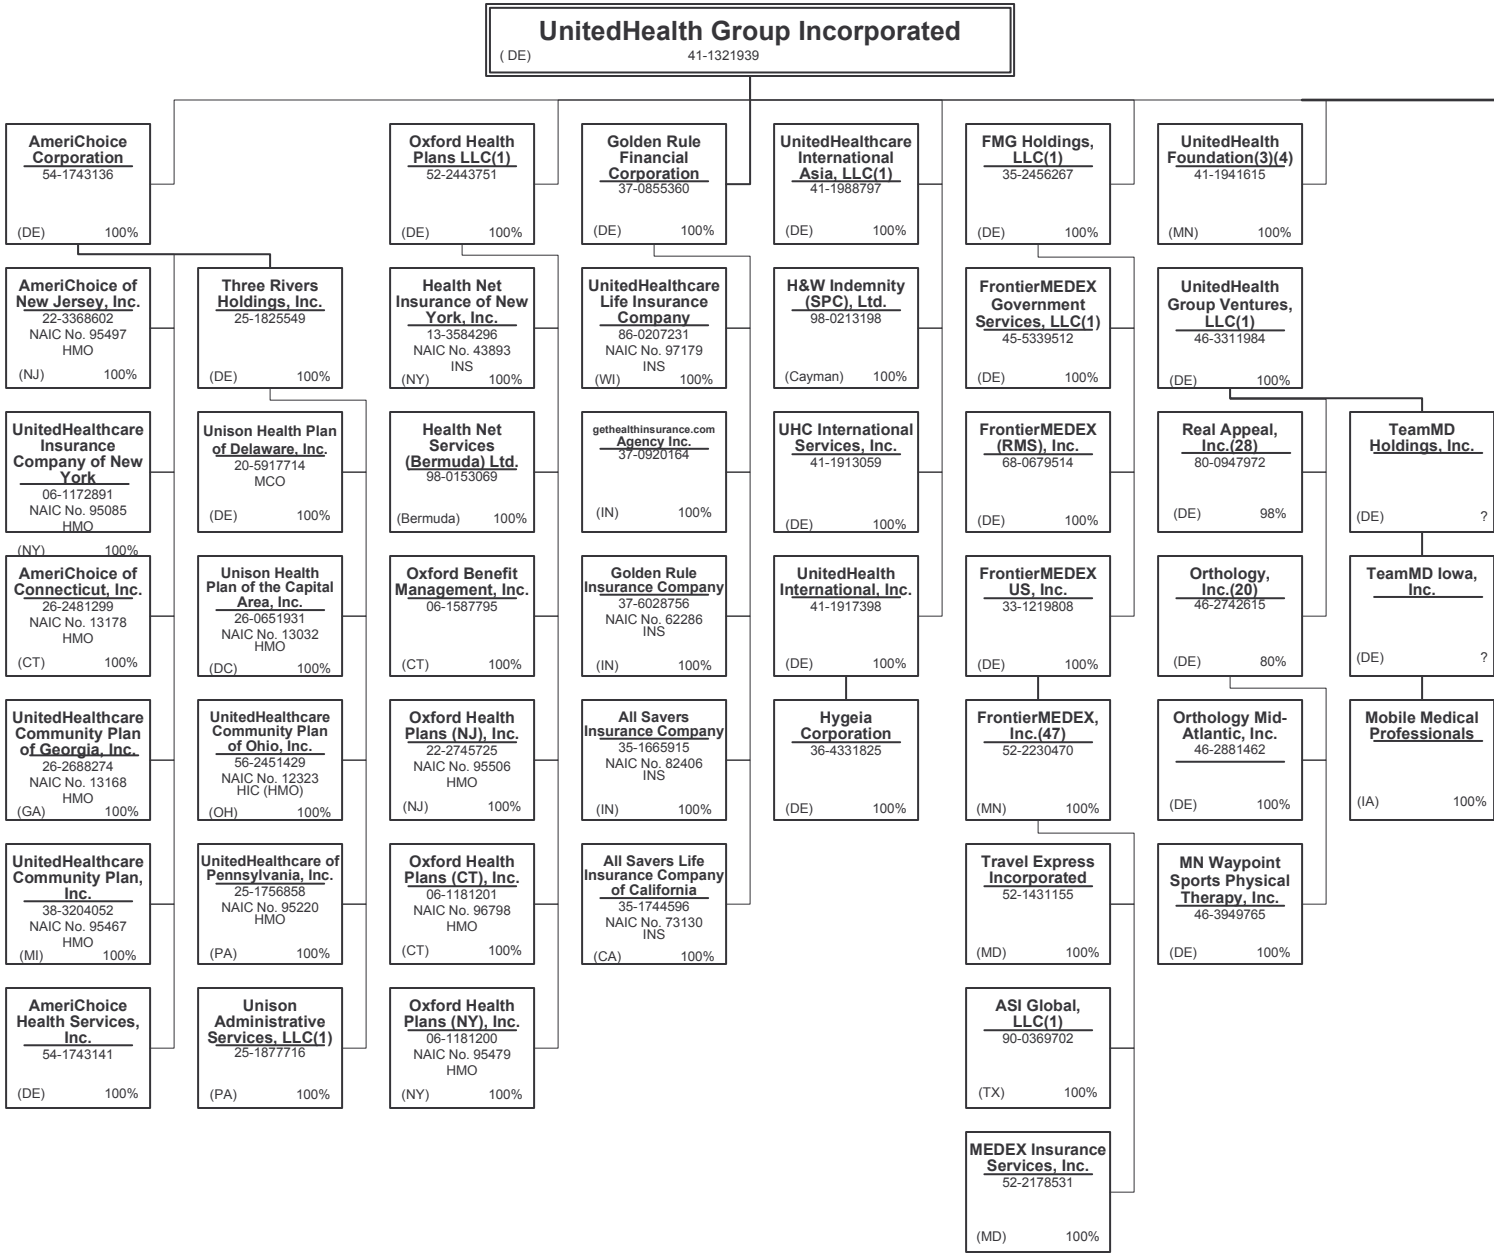 UnitedHealth Group Incorporated
( DE) 41-1321939
AmeriChoice
Corporation
54-1743136
(DE) 100%
Oxford Health
Plans LLC(1)
52-2443751
(DE) 100%
Golden Rule
Financial
Corporation
37-0855360
(DE) 100%
UnitedHealthcare
International
Asia, LLC(1)
41-1988797
(DE) 100%
FMG Holdings,
LLC(1)
35-2456267
(DE) 100%
UnitedHealth
Foundation(3)(4)
41-1941615
(MN) 100%
AmeriChoice of
New Jersey, Inc.
22-3368602
NAIC No. 95497
HMO
(NJ) 100%
Three Rivers
Holdings, Inc.
25-1825549
(DE) 100%
Health Net
Insurance of New
York, Inc.
13-3584296
NAIC No. 43893
INS
(NY) 100%
UnitedHealthcare
Life Insurance
Company
86-0207231
NAIC No. 97179
INS
(WI) 100%
H&W Indemnity
(SPC), Ltd.
98-0213198
(Cayman) 100%
FrontierMEDEX
Government
Services, LLC(1)
45-5339512
(DE) 100%
UnitedHealth
Group Ventures,
LLC(1)
46-3311984
(DE) 100%
UnitedHealthcare
Insurance
Company of New
York
06-1172891
NAIC No. 95085
HMO
(NY) 100%
Unison Health Plan
of Delaware, Inc.
20-5917714
MCO
(DE) 100%
Health Net
Services
(Bermuda) Ltd.
98-0153069
(Bermuda) 100%
gethealthinsurance.com
Agency Inc.
37-0920164
(IN) 100%
UHC International
Services, Inc.
41-1913059
(DE) 100%
FrontierMEDEX
(RMS), Inc.
68-0679514
(DE) 100%
Real Appeal,
Inc.(28)
80-0947972
(DE) 98%
TeamMD
Holdings, Inc.
(DE) ?
AmeriChoice of
Connecticut, Inc.
26-2481299
NAIC No. 13178
HMO
(CT) 100%
Unison Health
Plan of the Capital
Area, Inc.
26-0651931
NAIC No. 13032
HMO
(DC) 100%
Oxford Benefit
Management, Inc.
06-1587795
(CT) 100%
Golden Rule
Insurance Company
37-6028756
NAIC No. 62286
INS
(IN) 100%
UnitedHealth
International, Inc.
41-1917398
(DE) 100%
FrontierMEDEX
US, Inc.
33-1219808
(DE) 100%
Orthology,
Inc.(20)
46-2742615
(DE) 80%
TeamMD Iowa,
Inc.
(DE) ?
UnitedHealthcare
Community Plan
of Georgia, Inc.
26-2688274
NAIC No. 13168
HMO
(GA) 100%
UnitedHealthcare
Community Plan
of Ohio, Inc.
56-2451429
NAIC No. 12323
HIC (HMO)
(OH) 100%
Oxford Health
Plans (NJ), Inc.
22-2745725
NAIC No. 95506
HMO
(NJ) 100%
All Savers
Insurance Company
35-1665915
NAIC No. 82406
INS
(IN) 100%
Hygeia
Corporation
36-4331825
(DE) 100%
FrontierMEDEX,
Inc.(47)
52-2230470
(MN) 100%
Orthology Mid-
Atlantic, Inc.
46-2881462
(DE) 100%
Mobile Medical
Professionals
(IA) 100%
UnitedHealthcare
Community Plan,
Inc.
38-3204052
NAIC No. 95467
HMO
(MI) 100%
UnitedHealthcare of
Pennsylvania, Inc.
25-1756858
NAIC No. 95220
HMO
(PA) 100%
Oxford Health
Plans (CT), Inc.
06-1181201
NAIC No. 96798
HMO
(CT) 100%
All Savers Life
Insurance Company
of California
35-1744596
NAIC No. 73130
INS
(CA) 100%
Travel Express
Incorporated
52-1431155
(MD) 100%
MN Waypoint
Sports Physical
Therapy, Inc.
46-3949765
(DE) 100%
AmeriChoice
Health Services,
Inc.
54-1743141
(DE) 100%
Unison
Administrative
Services, LLC(1)
25-1877716
(PA) 100%
Oxford Health
Plans (NY), Inc.
06-1181200
NAIC No. 95479
HMO
(NY) 100%
ASI Global,
LLC(1)
90-0369702
(TX) 100%
MEDEX Insurance
Services, Inc.
52-2178531
(MD) 100%